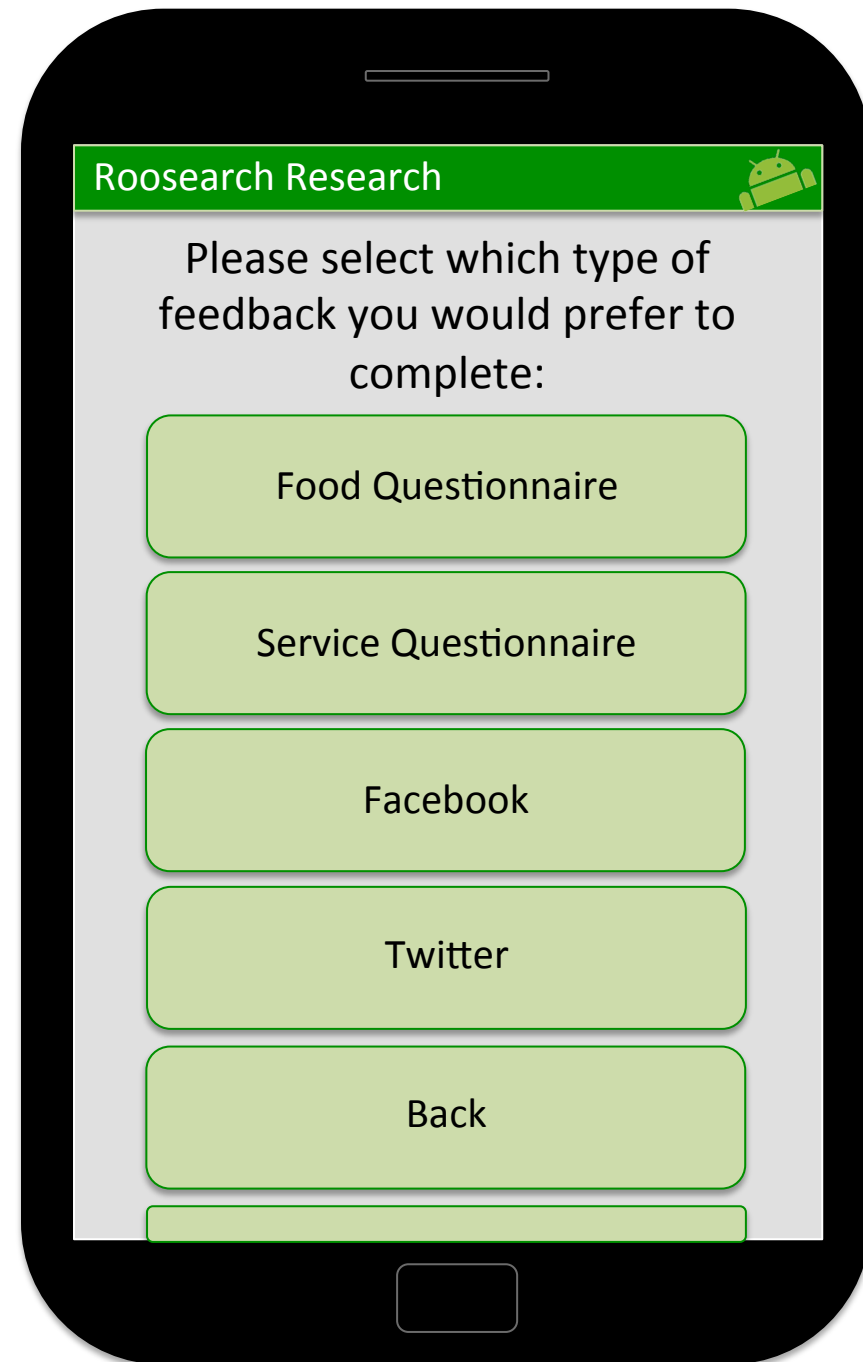 Roosearch Research
Please select which type of
feedback you would prefer to
complete:
Food Questionnaire
Service Questionnaire
Facebook
Twitter
Back